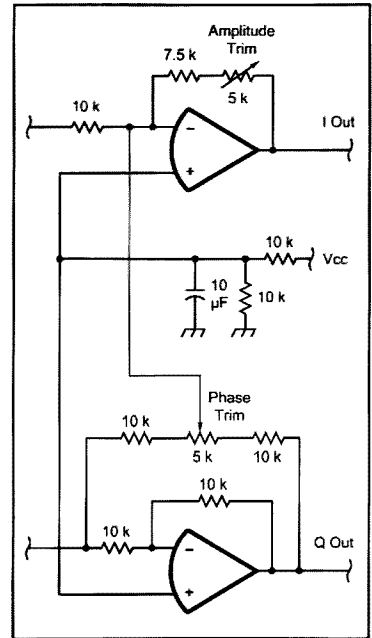 Amplitude
Trim
7.5 k
5 k
10 k
−
+
I Out
10 k
Vcc
10
µF
10 k
Phase
Trim
10 k
5 k
10 k
10 k
10 k
−
+
Q Out